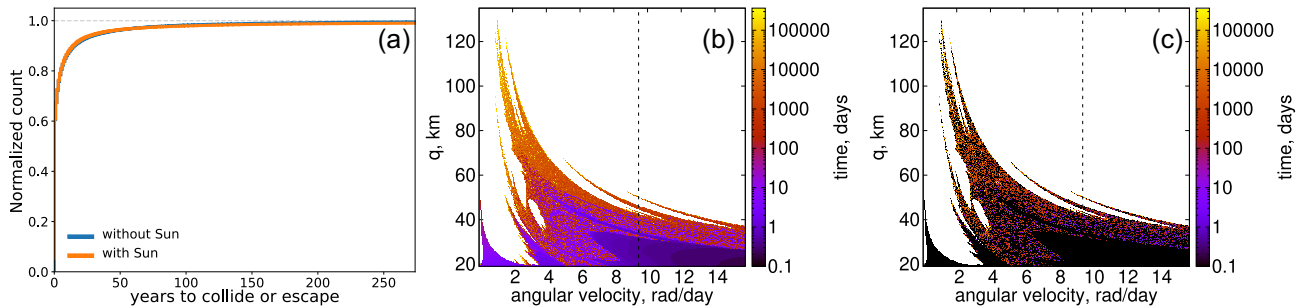 (a)
Normalized count
1.0
0.8
0.6
0.4
0.2
0.0
without Sun
with Sun
0 50 100 150 200 250
years to collide or escape
(b)
q, km
120
100
80
60
40
20
2 4 6 8 10 12 14
angular velocity, rad/day
100000
10000
1000
100
10
1
0.1
time, days
(c)
q, km
120
100
80
60
40
20
2 4 6 8 10 12 14
angular velocity, rad/day
100000
10000
1000
100
10
1
0.1
time, days